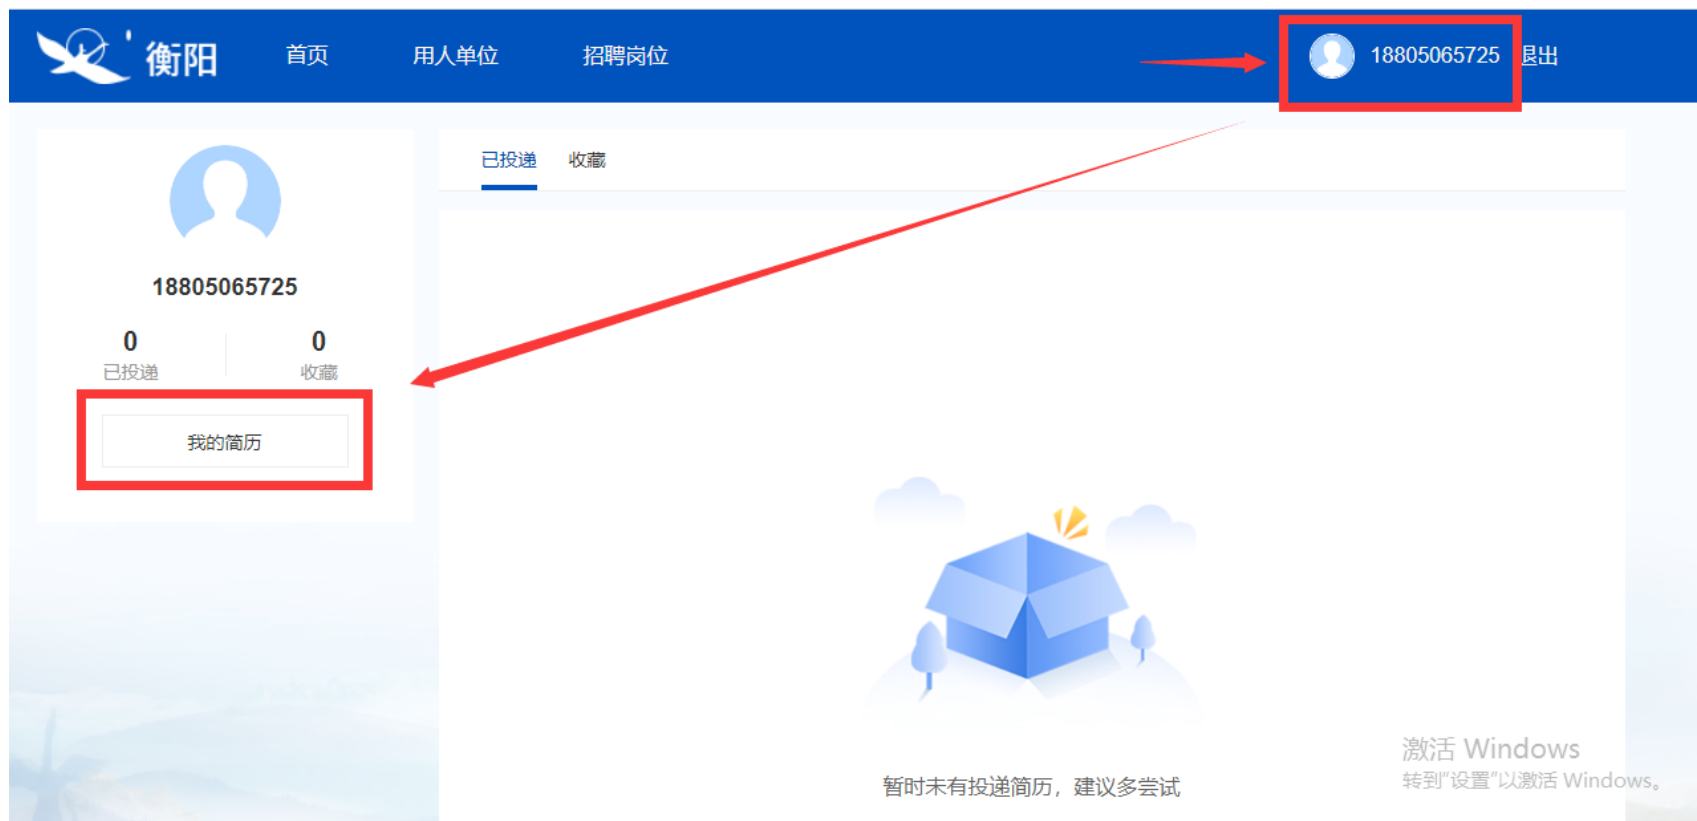 衡阳
首页
用人单位
招聘岗位
18805065725
退出
18805065725
0
已投递
0
收藏
我的简历
已投递
收藏
暂时未有投递简历，建议多尝试
激活 Windows
转到"设置"以激活 Windows。